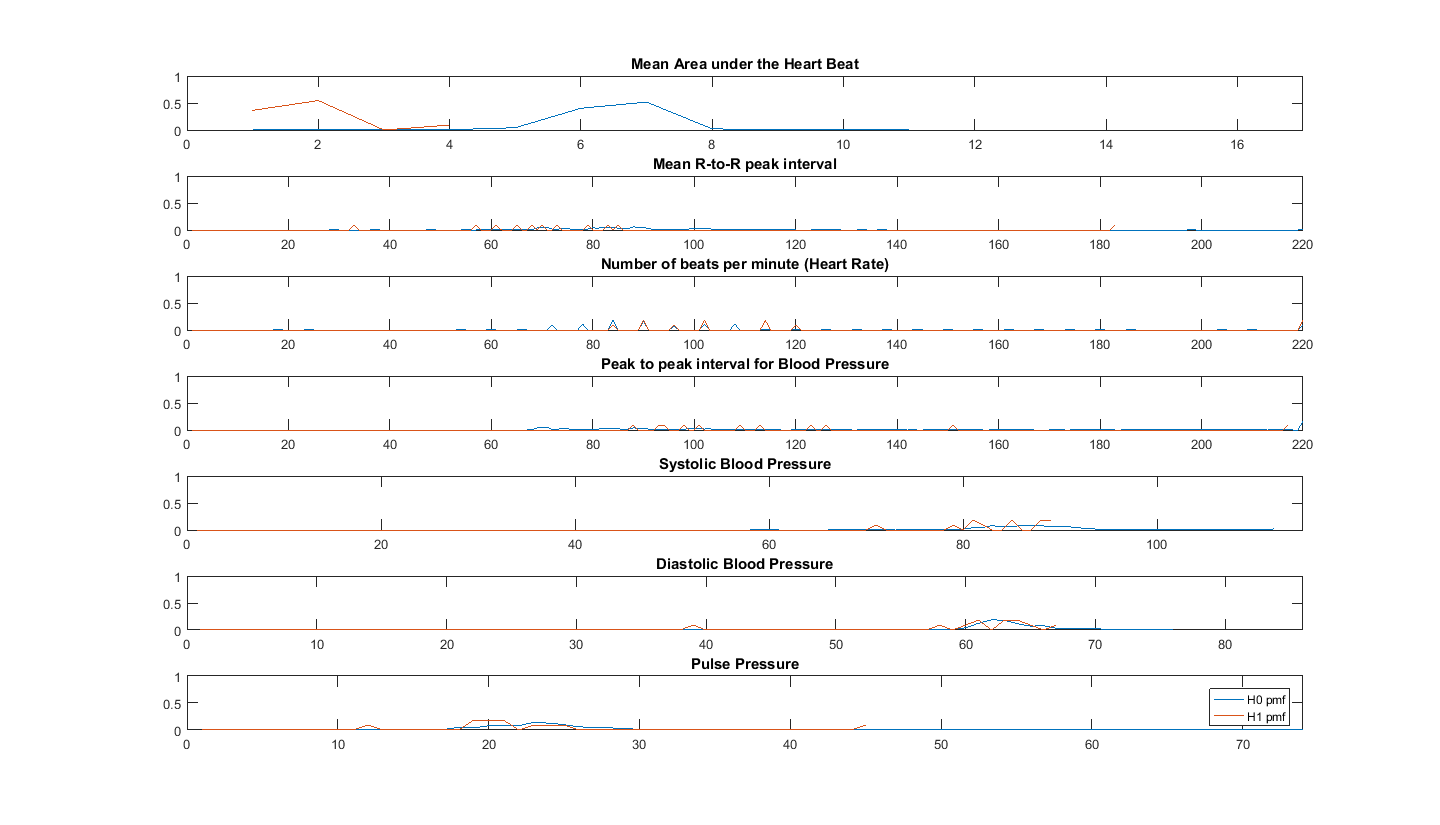 Mean Area under the Heart Beat
1
0.5
0
0 2 4 6 8 10 12 14 16
Mean R-to-R peak interval
1
0.5
0
0 20 40 60 80 100 120 140 160 180 200 220
Number of beats per minute (Heart Rate)
1
0.5
0
0 20 40 60 80 100 120 140 160 180 200 220
Peak to peak interval for Blood Pressure
1
0.5
0
0 20 40 60 80 100 120 140 160 180 200 220
Systolic Blood Pressure
1
0.5
0
0 20 40 60 80 100
Diastolic Blood Pressure
1
0.5
0
0 10 20 30 40 50 60 70 80
Pulse Pressure
1
0.5
0
0 10 20 30 40 50 60 70
H0 pmf
H1 pmf